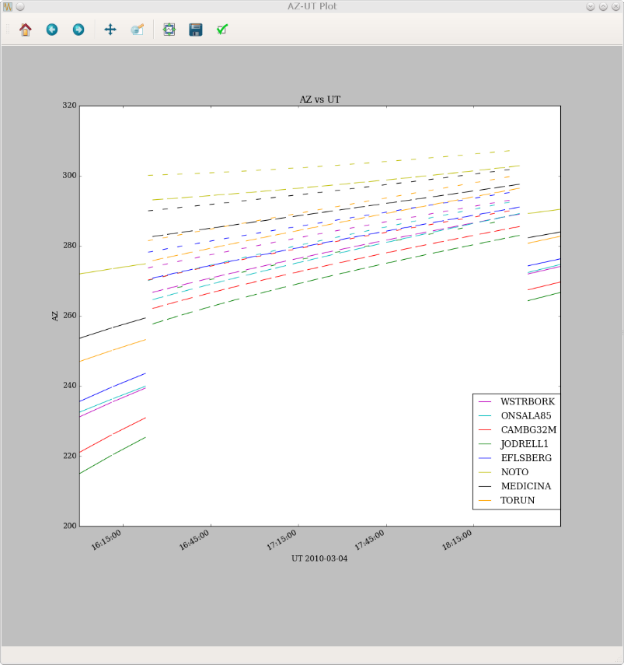 AZ-UT Plot
AZ vs UT
320
300
280
260
240
220
200
AZ
WSTRBORK
ONSALA85
CAMBG32M
JODRELL1
EFLSBERG
NOTO
MEDICINA
TORUN
16:15:00
16:45:00
17:15:00
17:45:00
18:15:00
UT 2010-03-04